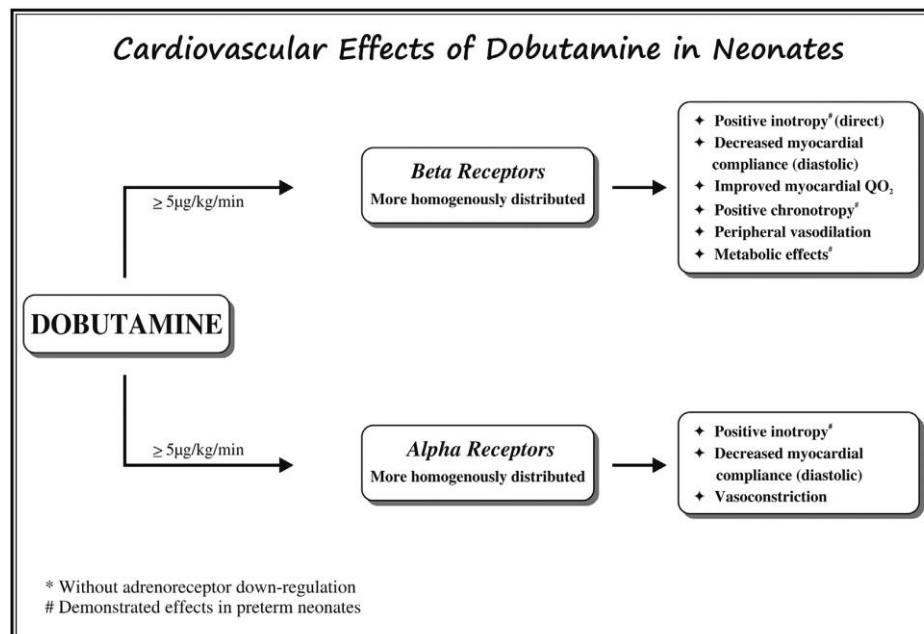 Cardiovascular Effects of Dobutamine in Neonates
✦ Positive inotropy# (direct)
✦ Decreased myocardial
compliance (diastolic)
✦ Improved myocardial QO₂
✦ Positive chronotropy#
✦ Peripheral vasodilation
✦ Metabolic effects#
Beta Receptors
More homogenously distributed
≥ 5μg/kg/min
DOBUTAMINE
≥ 5μg/kg/min
Alpha Receptors
More homogenously distributed
✦ Positive inotropy#
✦ Decreased myocardial
compliance (diastolic)
✦ Vasoconstriction
* Without adrenoreceptor down-regulation
# Demonstrated effects in preterm neonates